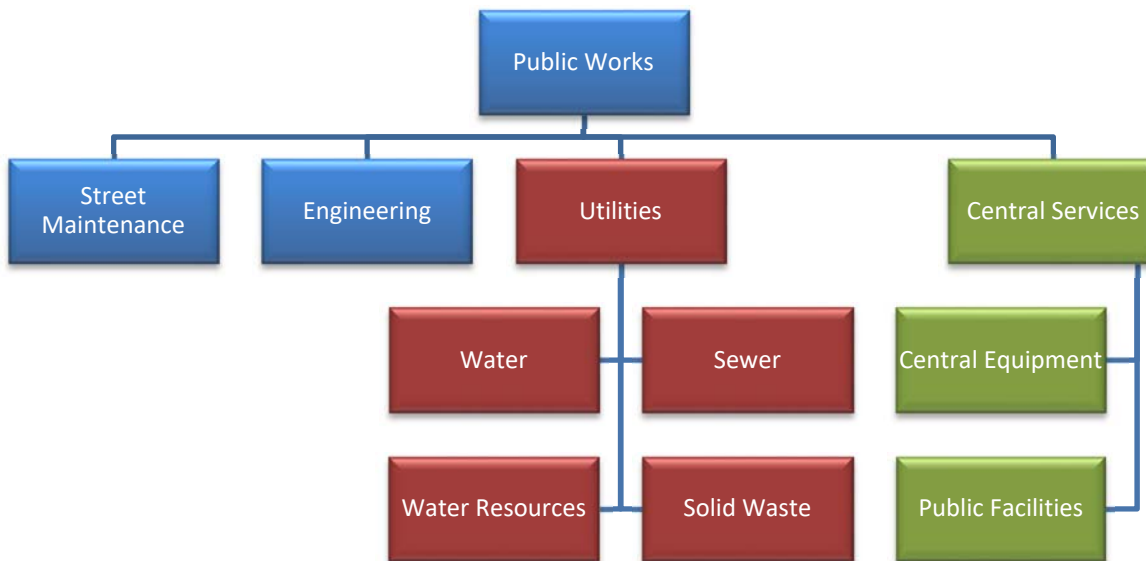 Public Works
Street
Maintenance
Engineering
Utilities
Central Services
Water
Sewer
Central Equipment
Water Resources
Solid Waste
Public Facilities